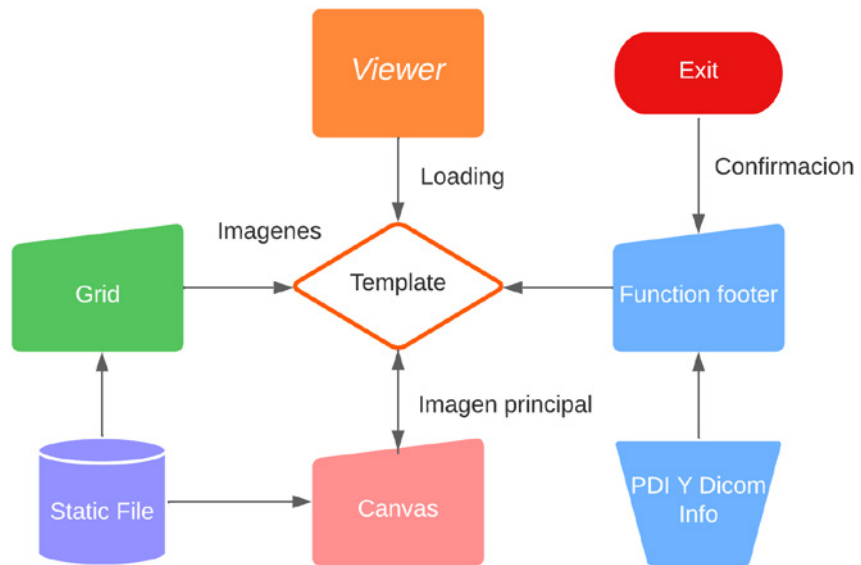 Viewer
Exit
Loading
Confirmacion
Imagenes
Grid
Template
Function footer
Imagen principal
Static File
Canvas
PDI Y Dicom
Info